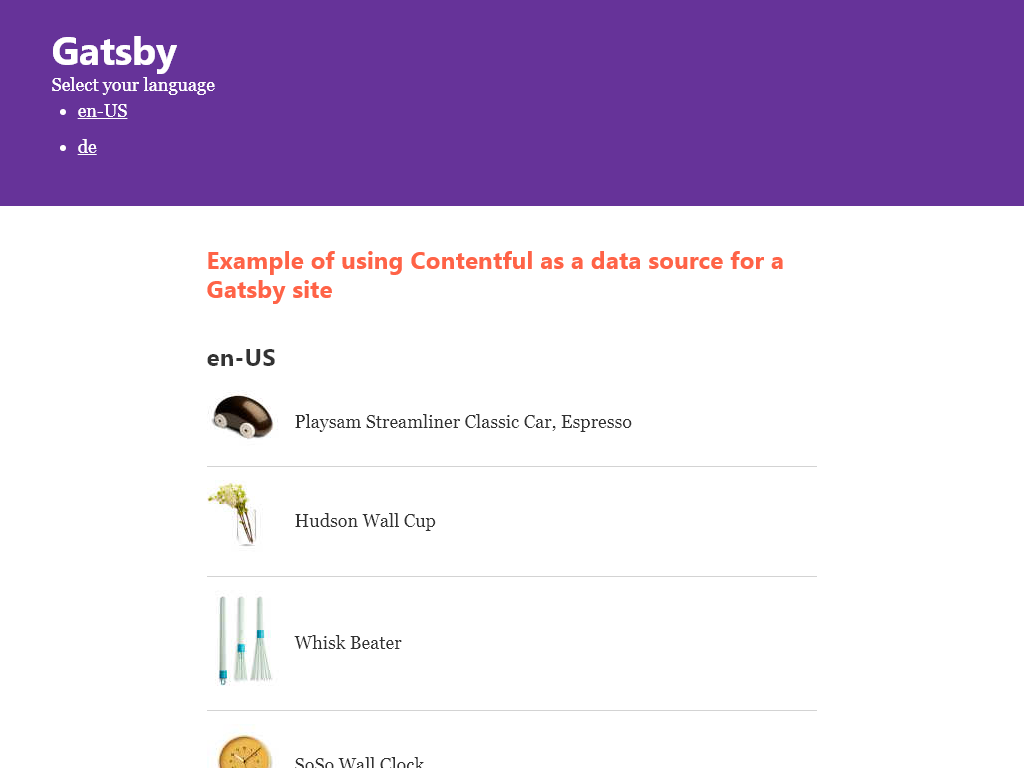 Gatsby
Select your language
en-US
de
Example of using Contentful as a data source for a
Gatsby site
en-US
Playsam Streamliner Classic Car, Espresso
Hudson Wall Cup
Whisk Beater
SoSo Wall Clock